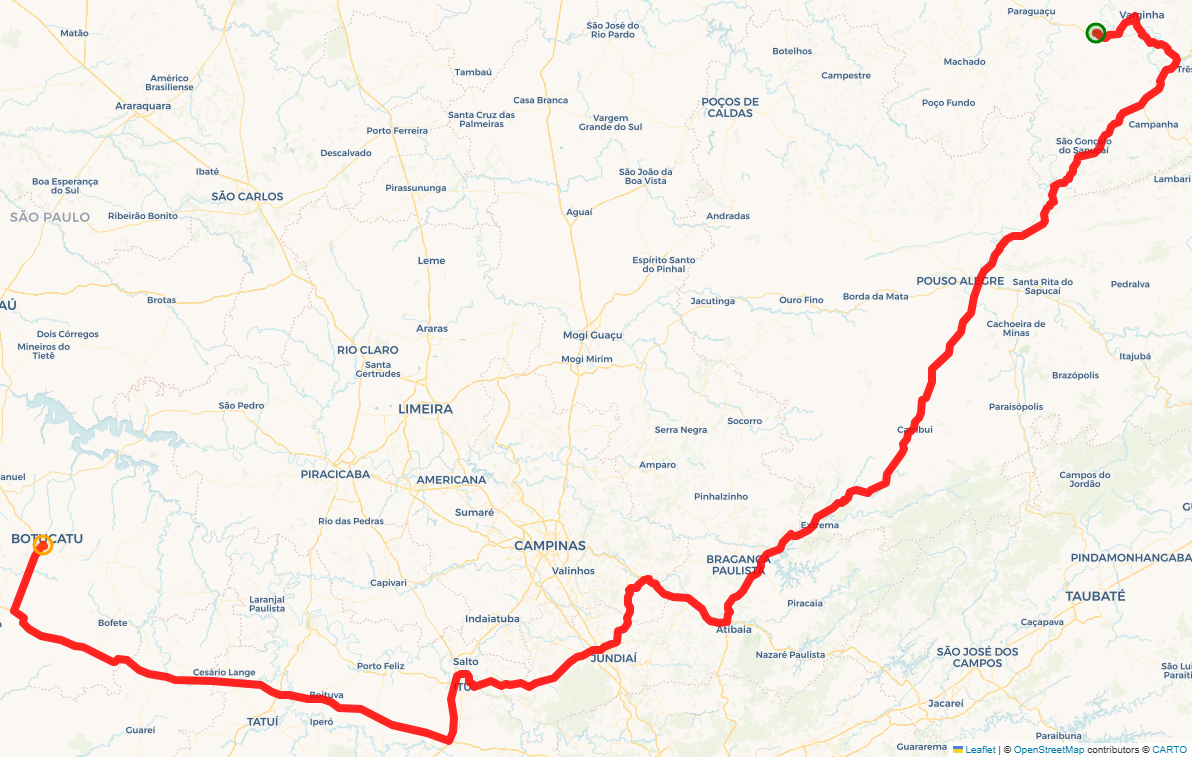 Paraguaçu
Varginha
São José do
Rio Pardo
Matão
Botelhos
Machado
Três
Tambaú
Campestre
Américo
Brasiliense
Araraquara
Casa Branca
POÇOS DE
CALDAS
Poço Fundo
Santa Cruz das
Palmeiras
Vargem
Grande do Sul
Campanha
Porto Ferreira
São Gonçalo
do Sapucaí
Descalvado
Ibaté
São João da
Boa Vista
Lambari
Boa Esperança
do Sul
Pirassununga
SÃO CARLOS
SÃO PAULO
Ribeirão Bonito
Aguaí
Andradas
Leme
Espírito Santo
do Pinhal
POUSO ALEGRE
Santa Rita do
Sapucaí
Pedralva
AÚ
Brotas
Jacutinga
Ouro Fino
Borda da Mata
Dois Córregos
Araras
Mogi Guaçu
Cachoeira de
Minas
Mineiros do
Tietê
RIO CLARO
Mogi Mirim
Itajubá
Santa
Gertrudes
Brazópolis
São Pedro
LIMEIRA
Paraisópolis
Socorro
Serra Negra
Cambuí
Amparo
anuel
PIRACICABA
AMERICANA
Campos do
Jordão
Pinhalzinho
Sumaré
GU
Rio das Pedras
Extrema
BOTUCATU
CAMPINAS
BRAGANÇA
PAULISTA
PINDAMONHANGABA
Valinhos
Capivari
TAUBATÉ
Laranjal
Paulista
Piracaia
Indaiatuba
Bofete
a
Atibaia
Caçapava
SÃO JOSÉ DOS
CAMPOS
Nazaré Paulista
JUNDIAÍ
Salto
Porto Feliz
São Luí
Paraiti
Cesário Lange
TU
Boituva
Jacareí
TATUÍ
Iperó
Guareí
Paraibuna
Guararema
Leaflet | © OpenStreetMap contributors © CARTO